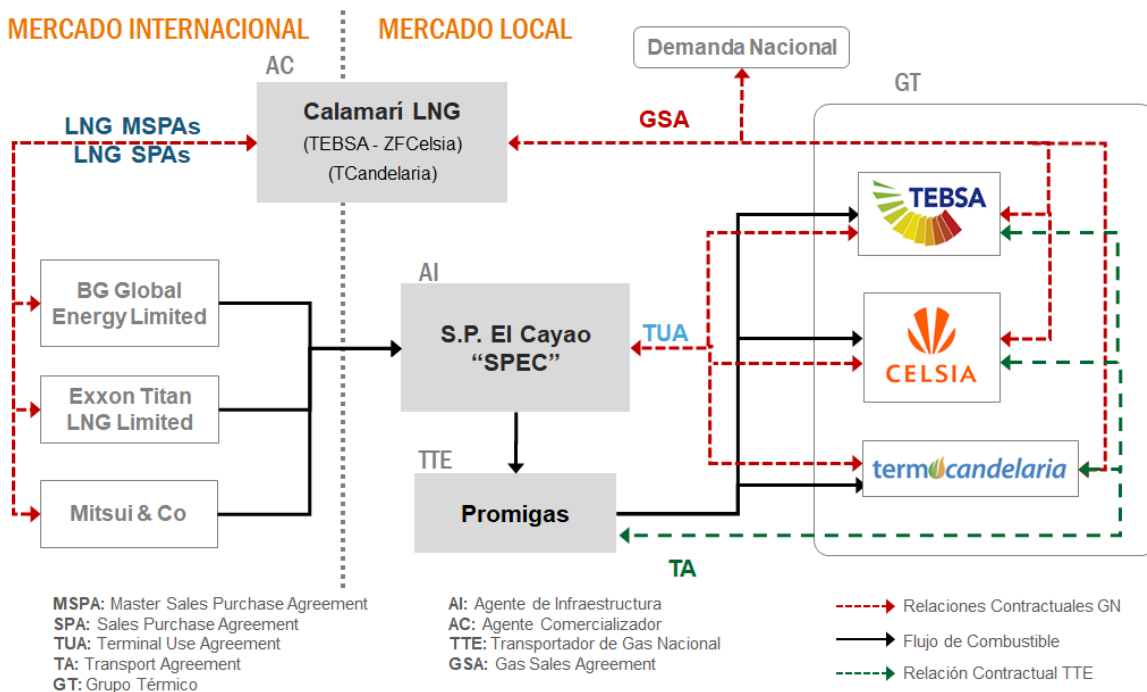 MERCADO INTERNACIONAL
MERCADO LOCAL
Demanda Nacional
AC
GT
Calamarí LNG
(TEBSA - ZFCelsia)
(TCandelaria)
LNG MSPAs
LNG SPAs
GSA
TEBSA
AI
BG Global
Energy Limited
S.P. El Cayao
“SPEC”
TUA
CELSIA
Exxon Titan
LNG Limited
TTE
termocandelaria
Mitsui & Co
Promigas
TA
MSPA: Master Sales Purchase Agreement
SPA: Sales Purchase Agreement
TUA: Terminal Use Agreement
TA: Transport Agreement
GT: Grupo Térmico
AI: Agente de Infraestructura
AC: Agente Comercializador
TTE: Transportador de Gas Nacional
GSA: Gas Sales Agreement
Relaciones Contractuales GN
Flujo de Combustible
Relación Contractual TTE